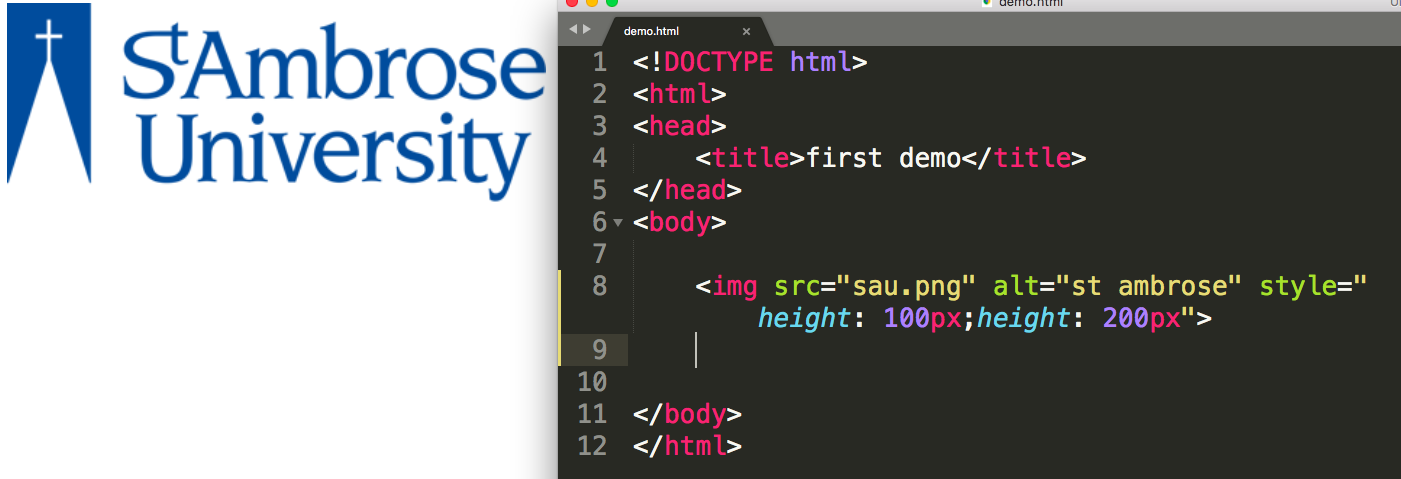 St Ambrose
University
demo.html
demo.html ×
1 <!DOCTYPE html>
2 <html>
3 <head>
4 <title>first demo</title>
5 </head>
6 <body>
7
8 <img src="sau.png" alt="st ambrose" style="
height: 100px;height: 200px">
9
10
11 </body>
12 </html>